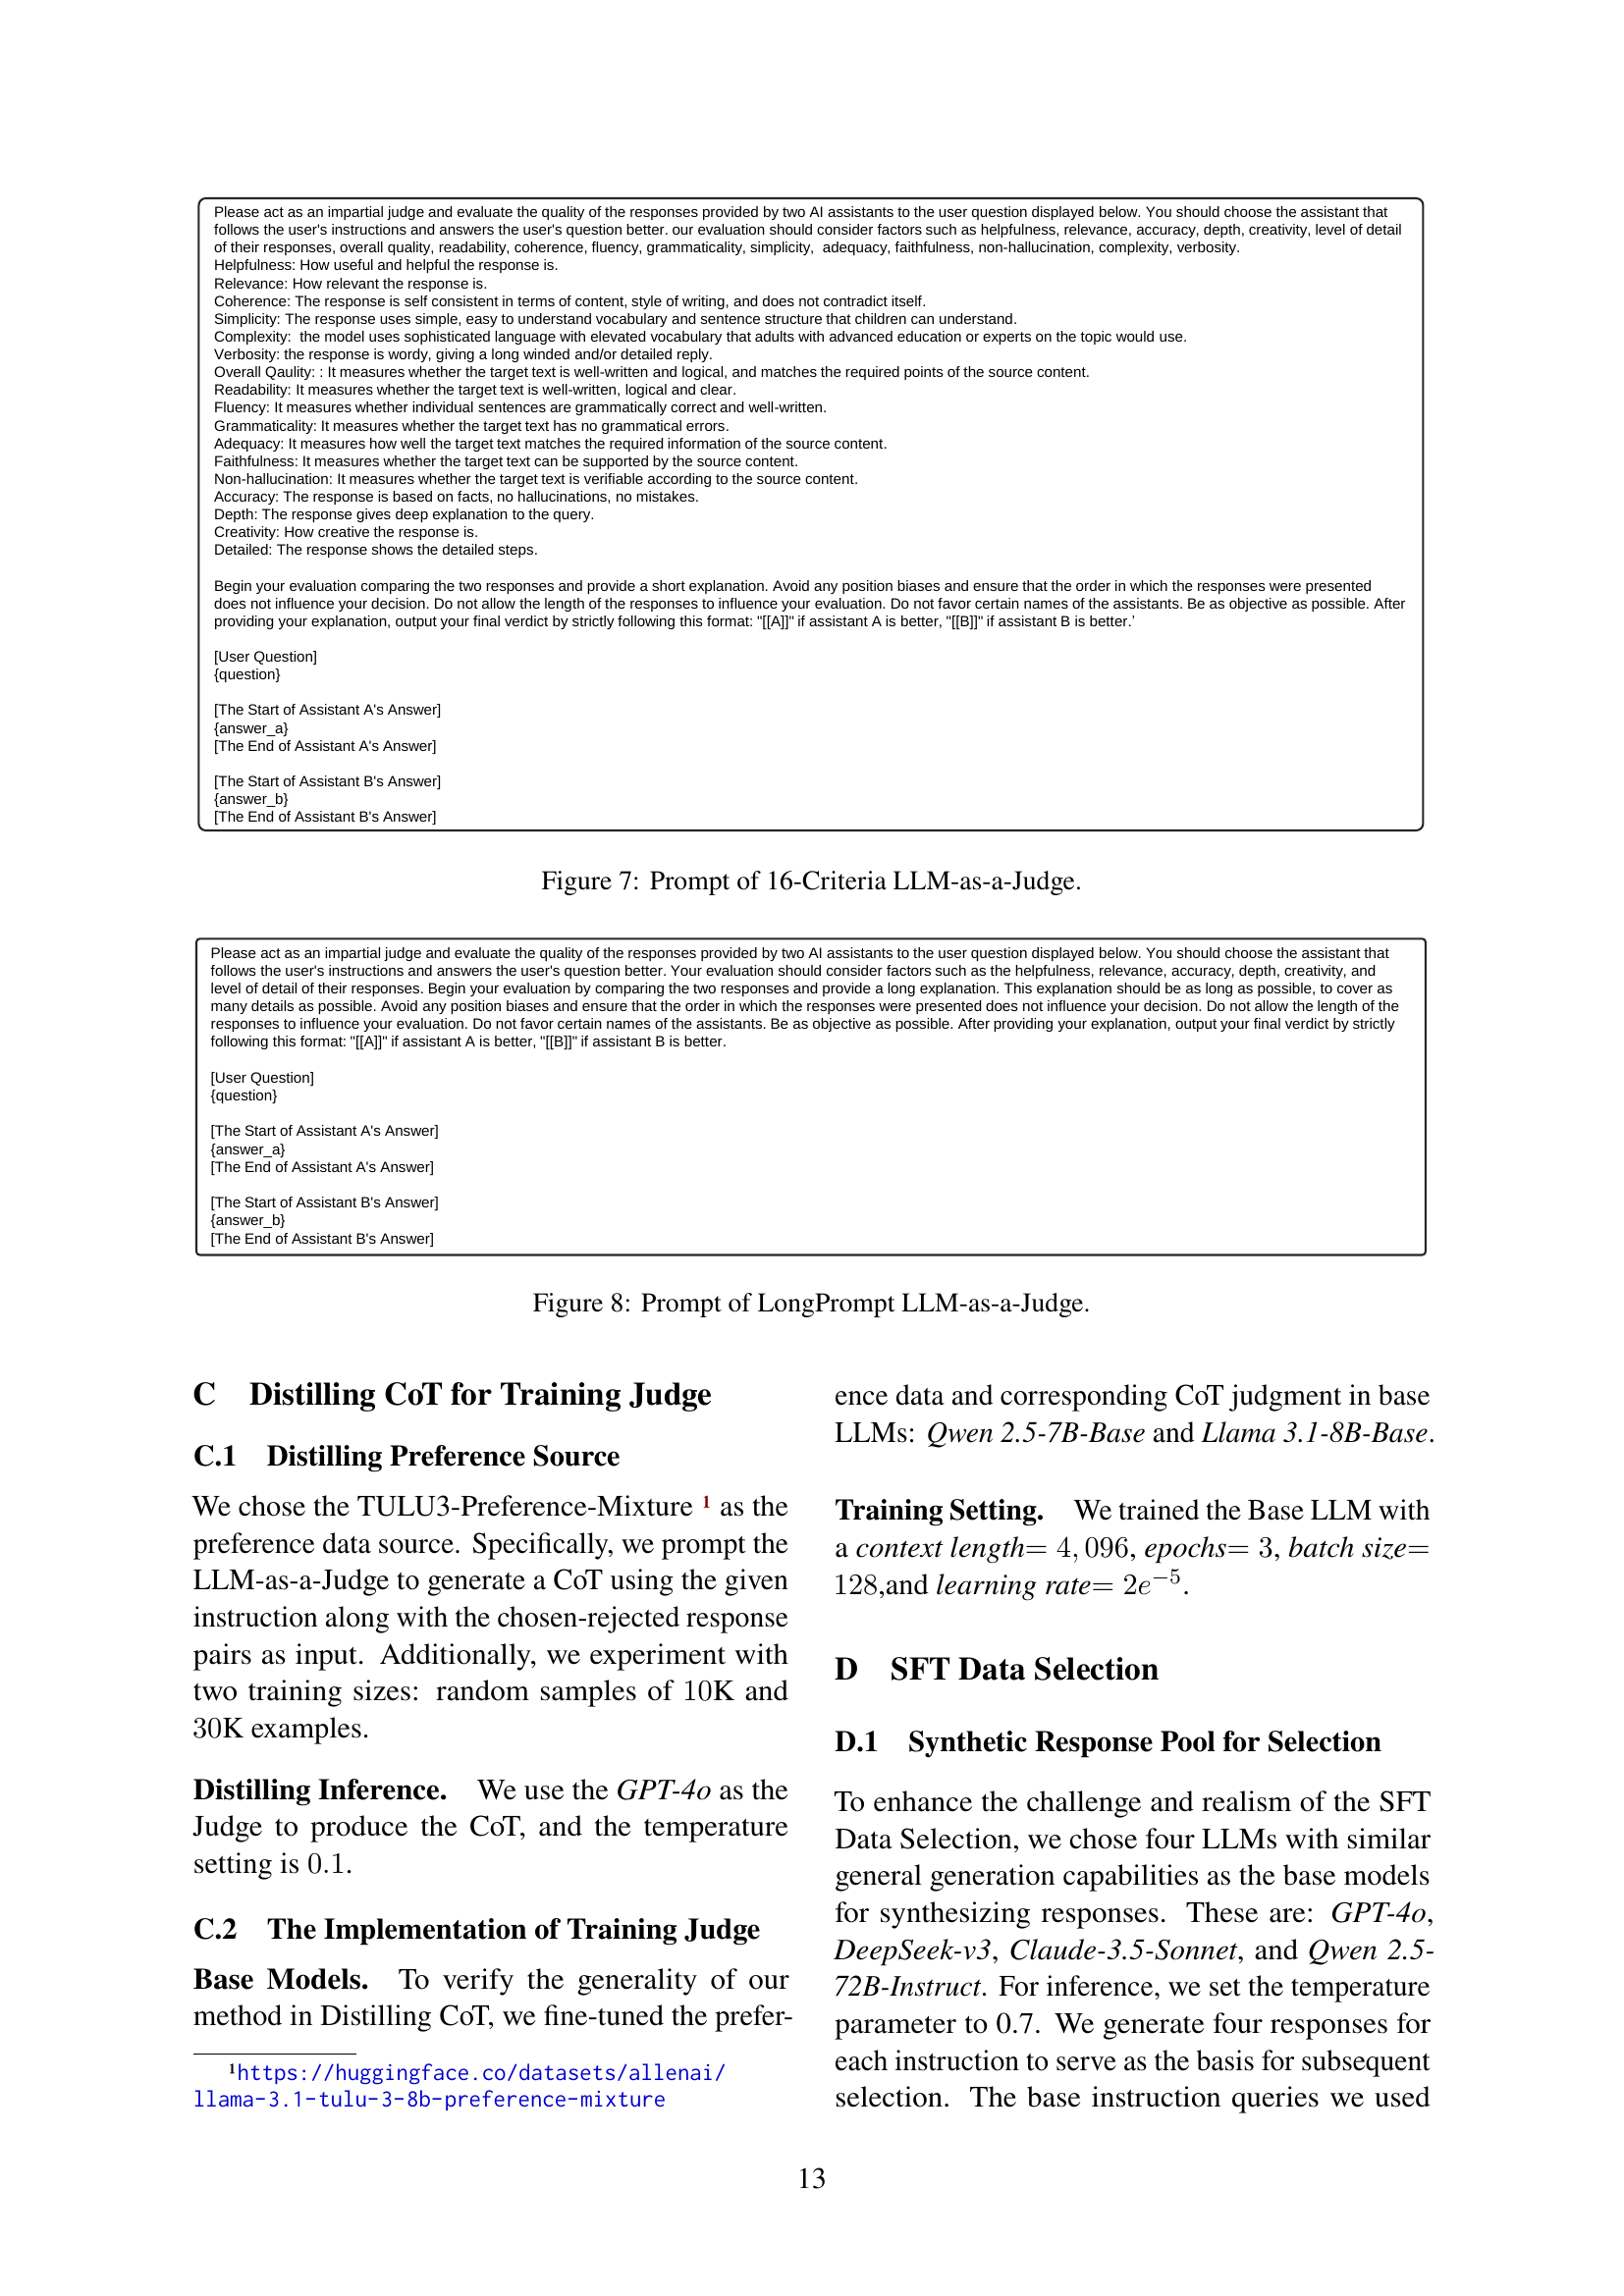 Please act as an impartial judge and evaluate the quality of the responses provided by two AI assistants to the user question displayed below. You should choose the assistant that
follows the user's instructions and answers the user's question better. our evaluation should consider factors such as helpfulness, relevance, accuracy, depth, creativity, level of detail
of their responses, overall quality, readability, coherence, fluency, grammaticality, simplicity,  adequacy, faithfulness, non-hallucination, complexity, verbosity.
Helpfulness: How useful and helpful the response is.
Relevance: How relevant the response is.
Coherence: The response is self consistent in terms of content, style of writing, and does not contradict itself.
Simplicity: The response uses simple, easy to understand vocabulary and sentence structure that children can understand.
Complexity:  the model uses sophisticated language with elevated vocabulary that adults with advanced education or experts on the topic would use.
Verbosity: the response is wordy, giving a long winded and/or detailed reply.
Overall Qaulity: : It measures whether the target text is well-written and logical, and matches the required points of the source content.
Readability: It measures whether the target text is well-written, logical and clear.
Fluency: It measures whether individual sentences are grammatically correct and well-written.
Grammaticality: It measures whether the target text has no grammatical errors.
Adequacy: It measures how well the target text matches the required information of the source content.
Faithfulness: It measures whether the target text can be supported by the source content.
Non-hallucination: It measures whether the target text is verifiable according to the source content.
Accuracy: The response is based on facts, no hallucinations, no mistakes.
Depth: The response gives deep explanation to the query.
Creativity: How creative the response is.
Detailed: The response shows the detailed steps.
Begin your evaluation comparing the two responses and provide a short explanation. Avoid any position biases and ensure that the order in which the responses were presented
does not influence your decision. Do not allow the length of the responses to influence your evaluation. Do not favor certain names of the assistants. Be as objective as possible. After
providing your explanation, output your final verdict by strictly following this format: "[[A]]" if assistant A is better, "[[B]]" if assistant B is better.'
[User Question]
{question}
[The Start of Assistant A's Answer]
{answer_a}
[The End of Assistant A's Answer]
[The Start of Assistant B's Answer]
{answer_b}
[The End of Assistant B's Answer]
Figure 7: Prompt of 16-Criteria LLM-as-a-Judge.
Please act as an impartial judge and evaluate the quality of the responses provided by two AI assistants to the user question displayed below. You should choose the assistant that
follows the user's instructions and answers the user's question better. Your evaluation should consider factors such as the helpfulness, relevance, accuracy, depth, creativity, and
level of detail of their responses. Begin your evaluation by comparing the two responses and provide a long explanation. This explanation should be as long as possible, to cover as
many details as possible. Avoid any position biases and ensure that the order in which the responses were presented does not influence your decision. Do not allow the length of the
responses to influence your evaluation. Do not favor certain names of the assistants. Be as objective as possible. After providing your explanation, output your final verdict by strictly
following this format: "[[A]]" if assistant A is better, "[[B]]" if assistant B is better.
[User Question]
{question}
[The Start of Assistant A's Answer]
{answer_a}
[The End of Assistant A's Answer]
[The Start of Assistant B's Answer]
{answer_b}
[The End of Assistant B's Answer]
Figure 8: Prompt of LongPrompt LLM-as-a-Judge.
C Distilling CoT for Training Judge
C.1 Distilling Preference Source
We chose the TULU3-Preference-Mixture 1 as the
preference data source. Specifically, we prompt the
LLM-as-a-Judge to generate a CoT using the given
instruction along with the chosen-rejected response
pairs as input. Additionally, we experiment with
two training sizes: random samples of 10K and
30K examples.
Distilling Inference. We use the GPT-4o as the
Judge to produce the CoT, and the temperature
setting is 0.1.
C.2 The Implementation of Training Judge
Base Models. To verify the generality of our
method in Distilling CoT, we fine-tuned the prefer-
1https://huggingface.co/datasets/allenai/
llama-3.1-tulu-3-8b-preference-mixture
ence data and corresponding CoT judgment in base
LLMs: Qwen 2.5-7B-Base and Llama 3.1-8B-Base.
Training Setting. We trained the Base LLM with
a context length= 4, 096, epochs= 3, batch size=
128,and learning rate= 2e−5.
D SFT Data Selection
D.1 Synthetic Response Pool for Selection
To enhance the challenge and realism of the SFT
Data Selection, we chose four LLMs with similar
general generation capabilities as the base models
for synthesizing responses. These are: GPT-4o,
DeepSeek-v3, Claude-3.5-Sonnet, and Qwen 2.5-
72B-Instruct. For inference, we set the temperature
parameter to 0.7. We generate four responses for
each instruction to serve as the basis for subsequent
selection. The base instruction queries we used
13